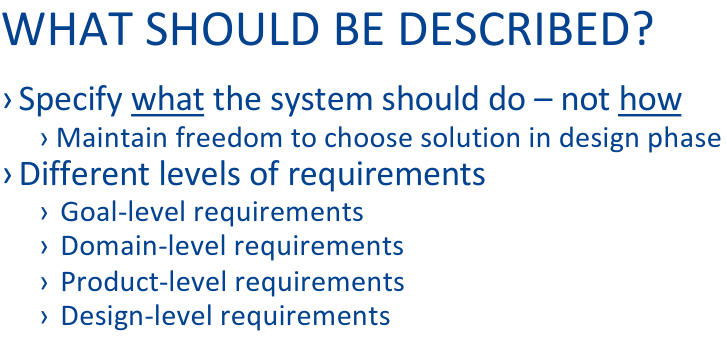 WHAT SHOULD BE DESCRIBED?
› Specify what the system should do – not how
› Maintain freedom to choose solution in design phase
› Different levels of requirements
› Goal-level requirements
› Domain-level requirements
› Product-level requirements
› Design-level requirements